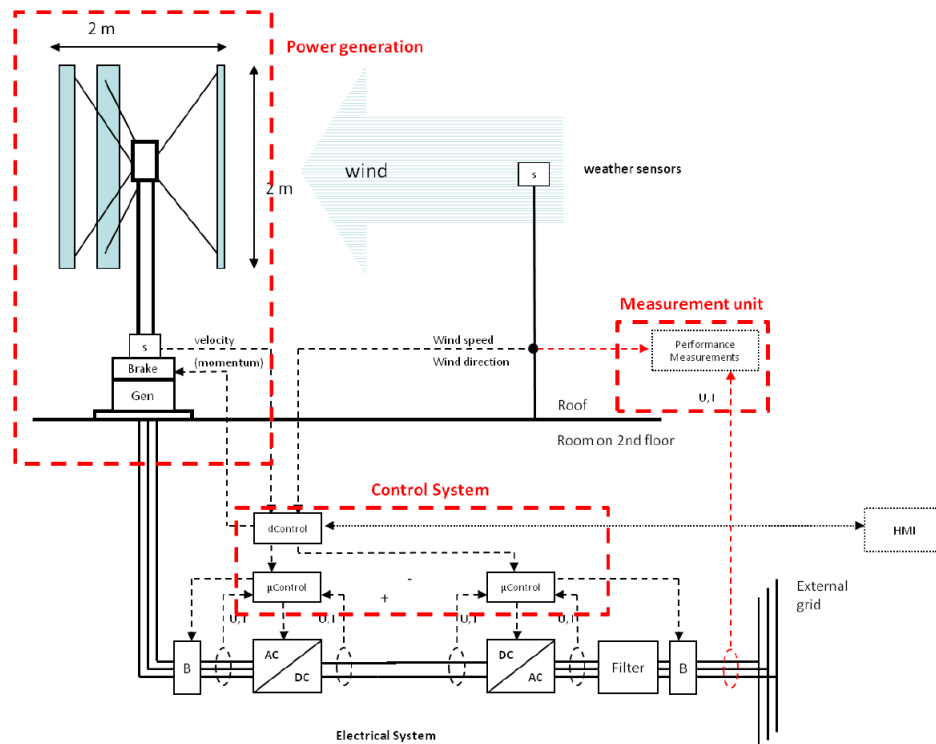 2 m
Power generation
wind
2 m
s
weather sensors
Measurement unit
Performance
Measurements
U, I
s
velocity
(momentum)
Brake
Gen
Wind speed
Wind direction
Roof
Room on 2nd floor
Control System
dControl
HMI
μControl
-
+
μControl
External
grid
U, I
U, I
U, I
U, I
B
AC
DC
DC
AC
Filter
B
Electrical System